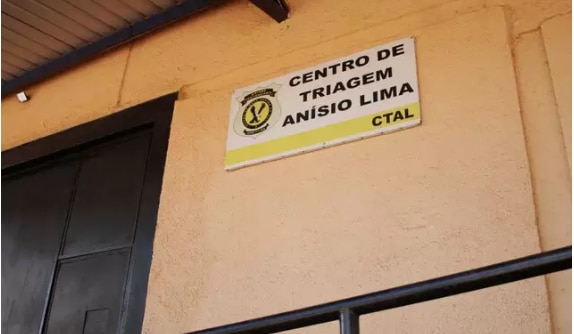 CENTRO DE
TRIAGEM
ANÍSIO LIMA
CTAL